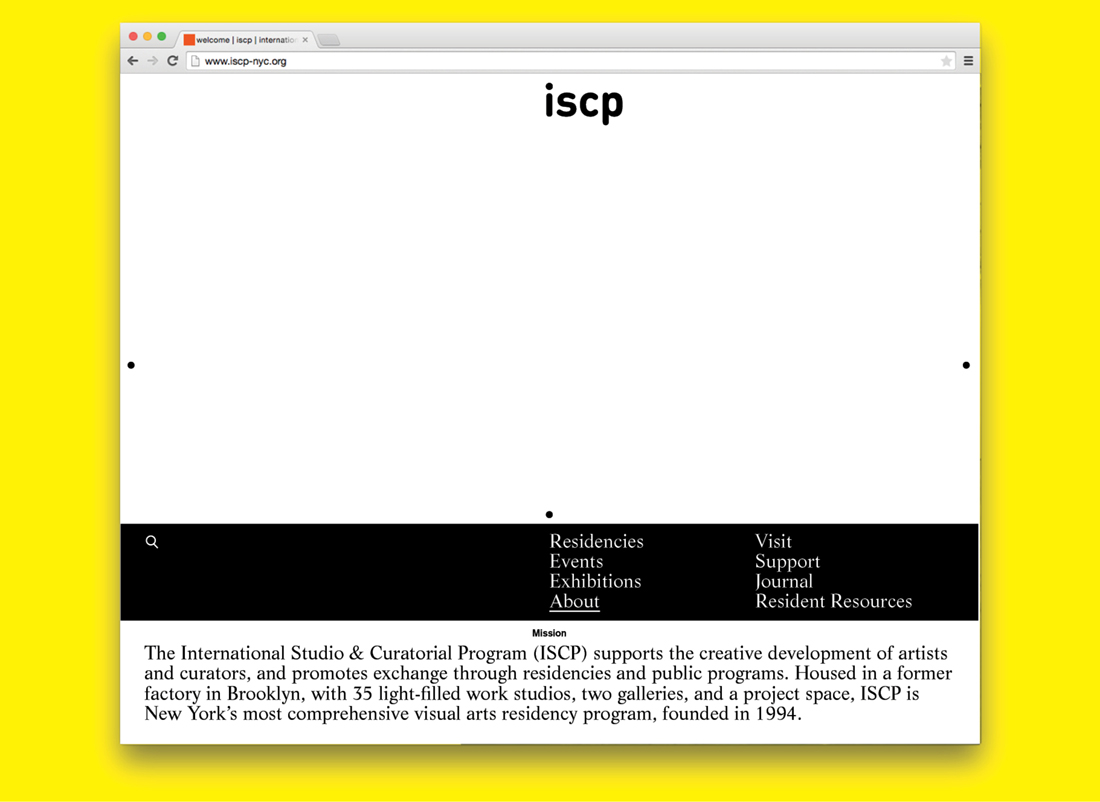 welcome | iscp | internatio
www.iscp-nyc.org
iscp
Residencies
Events
Exhibitions
About
Visit
Support
Journal
Resident Resources
Mission
The International Studio & Curatorial Program (ISCP) supports the creative development of artists
and curators, and promotes exchange through residencies and public programs. Housed in a former
factory in Brooklyn, with 35 light-filled work studios, two galleries, and a project space, ISCP is
New York’s most comprehensive visual arts residency program, founded in 1994.